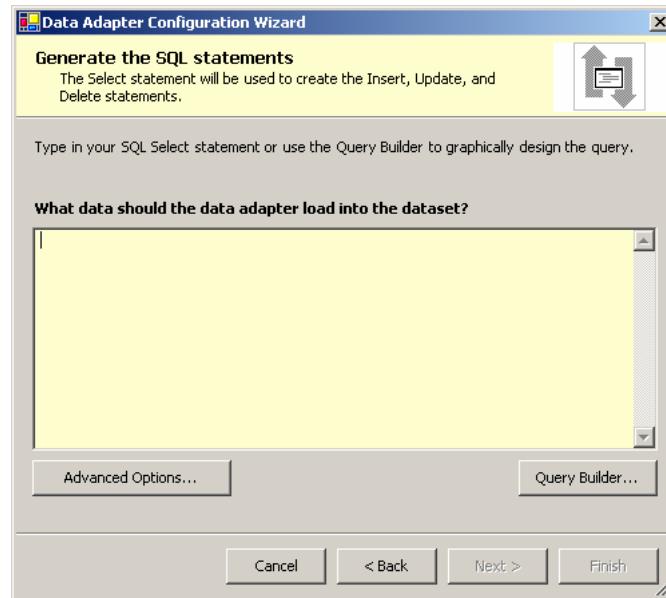 Data Adapter Configuration Wizard
Generate the SQL statements
The Select statement will be used to create the Insert, Update, and
Delete statements.
Type in your SQL Select statement or use the Query Builder to graphically design the query.
What data should the data adapter load into the dataset?
Advanced Options...
Query Builder...
Cancel
< Back
Next >
Finish